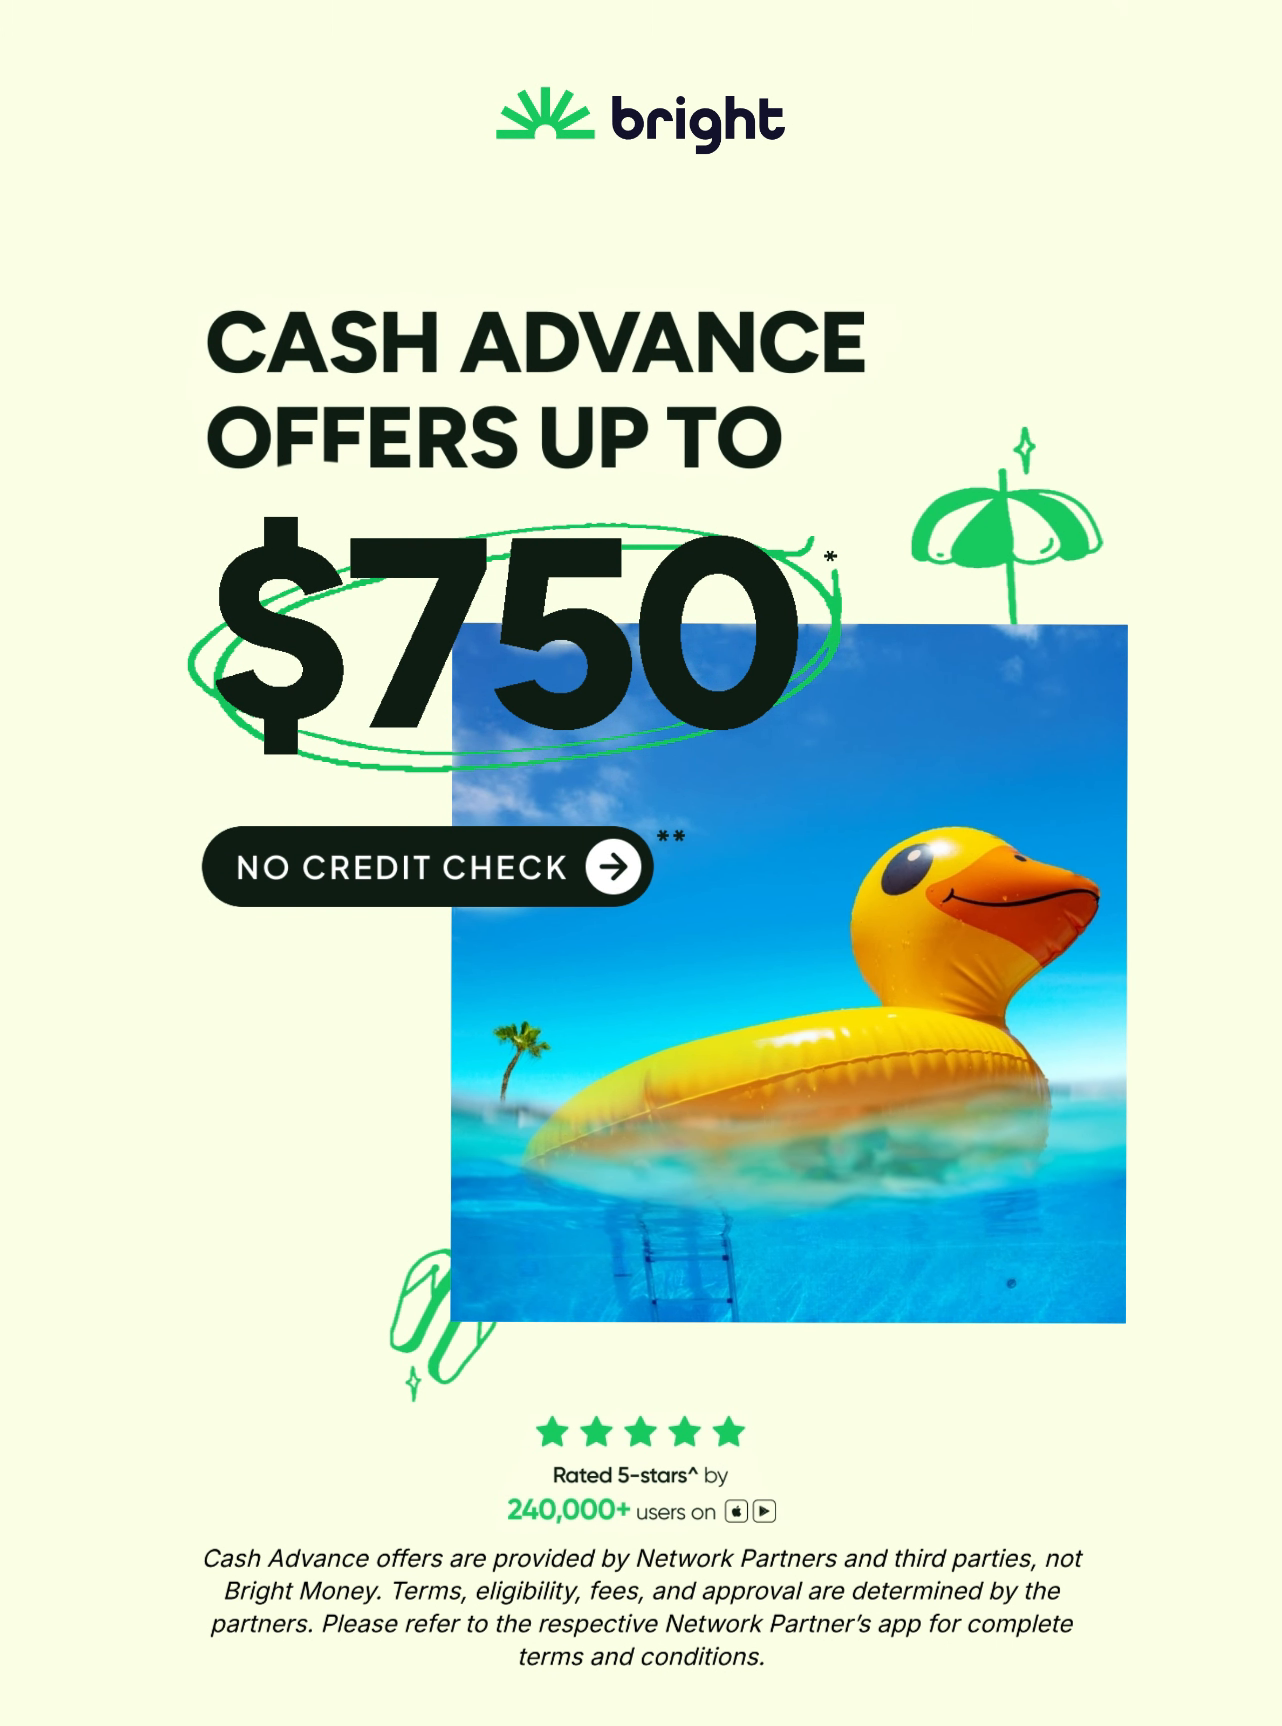 bright
CASH ADVANCE
OFFERS UP TO
$750*
NO CREDIT CHECK**
Rated 5-stars^ by
240,000+ users on
Cash Advance offers are provided by Network Partners and third parties, not
Bright Money. Terms, eligibility, fees, and approval are determined by the
partners. Please refer to the respective Network Partner’s app for complete
terms and conditions.